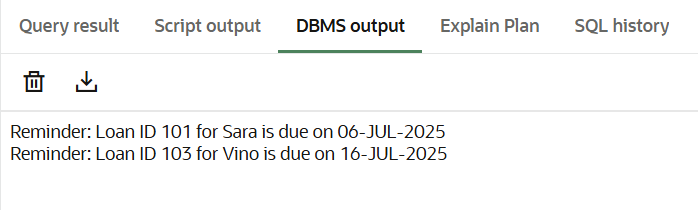 Query result Script output DBMS output Explain Plan SQL history
Reminder: Loan ID 101 for Sara is due on 06-JUL-2025
Reminder: Loan ID 103 for Vino is due on 16-JUL-2025